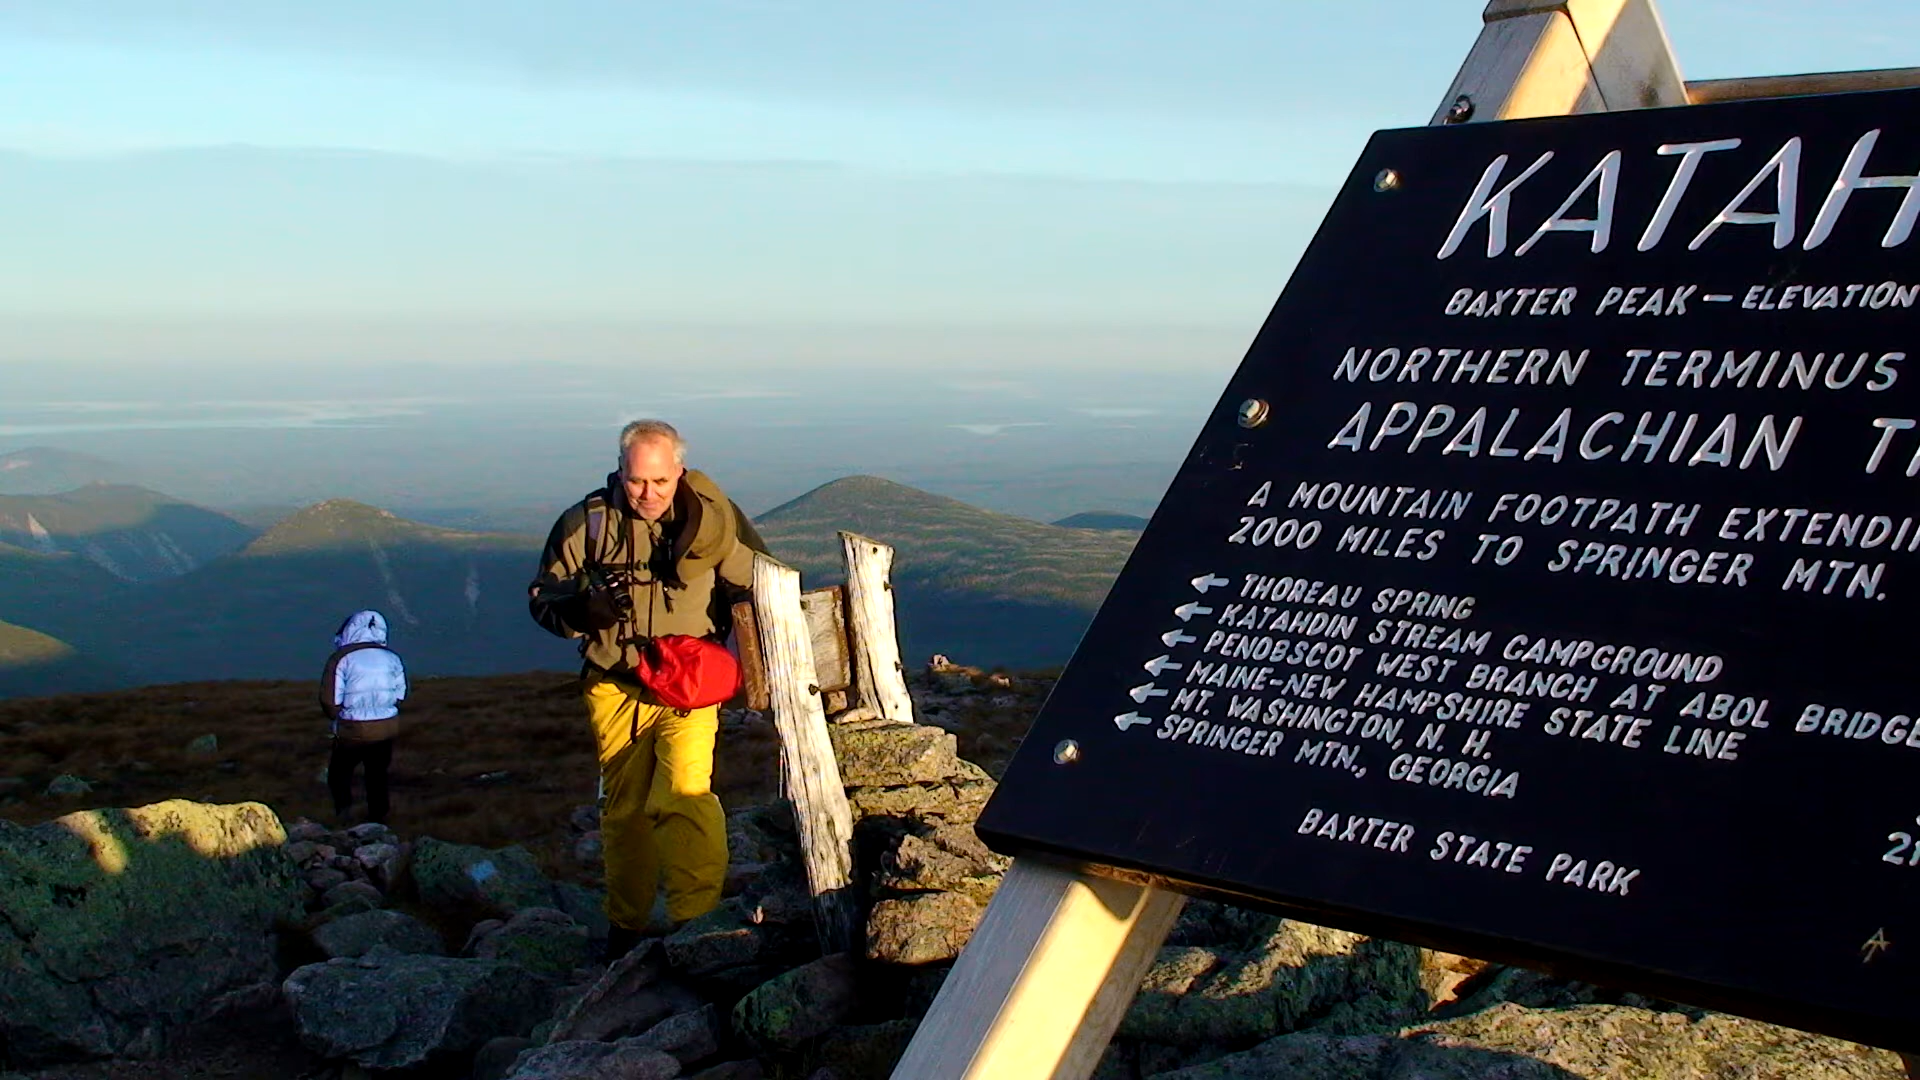 KATAH
BAXTER PEAK – ELEVATION
NORTHERN TERMINUS
APPALACHIAN T
A MOUNTAIN FOOTPATH EXTENDI
2000 MILES TO SPRINGER MTN.
← THOREAU SPRING
← KATAHDIN STREAM CAMPGROUND
← PENOBSCOT WEST BRANCH AT ABOL BRIDGE
← MAINE-NEW HAMPSHIRE STATE LINE
← MT. WASHINGTON, N. H.
← SPRINGER MTN., GEORGIA
21
BAXTER STATE PARK